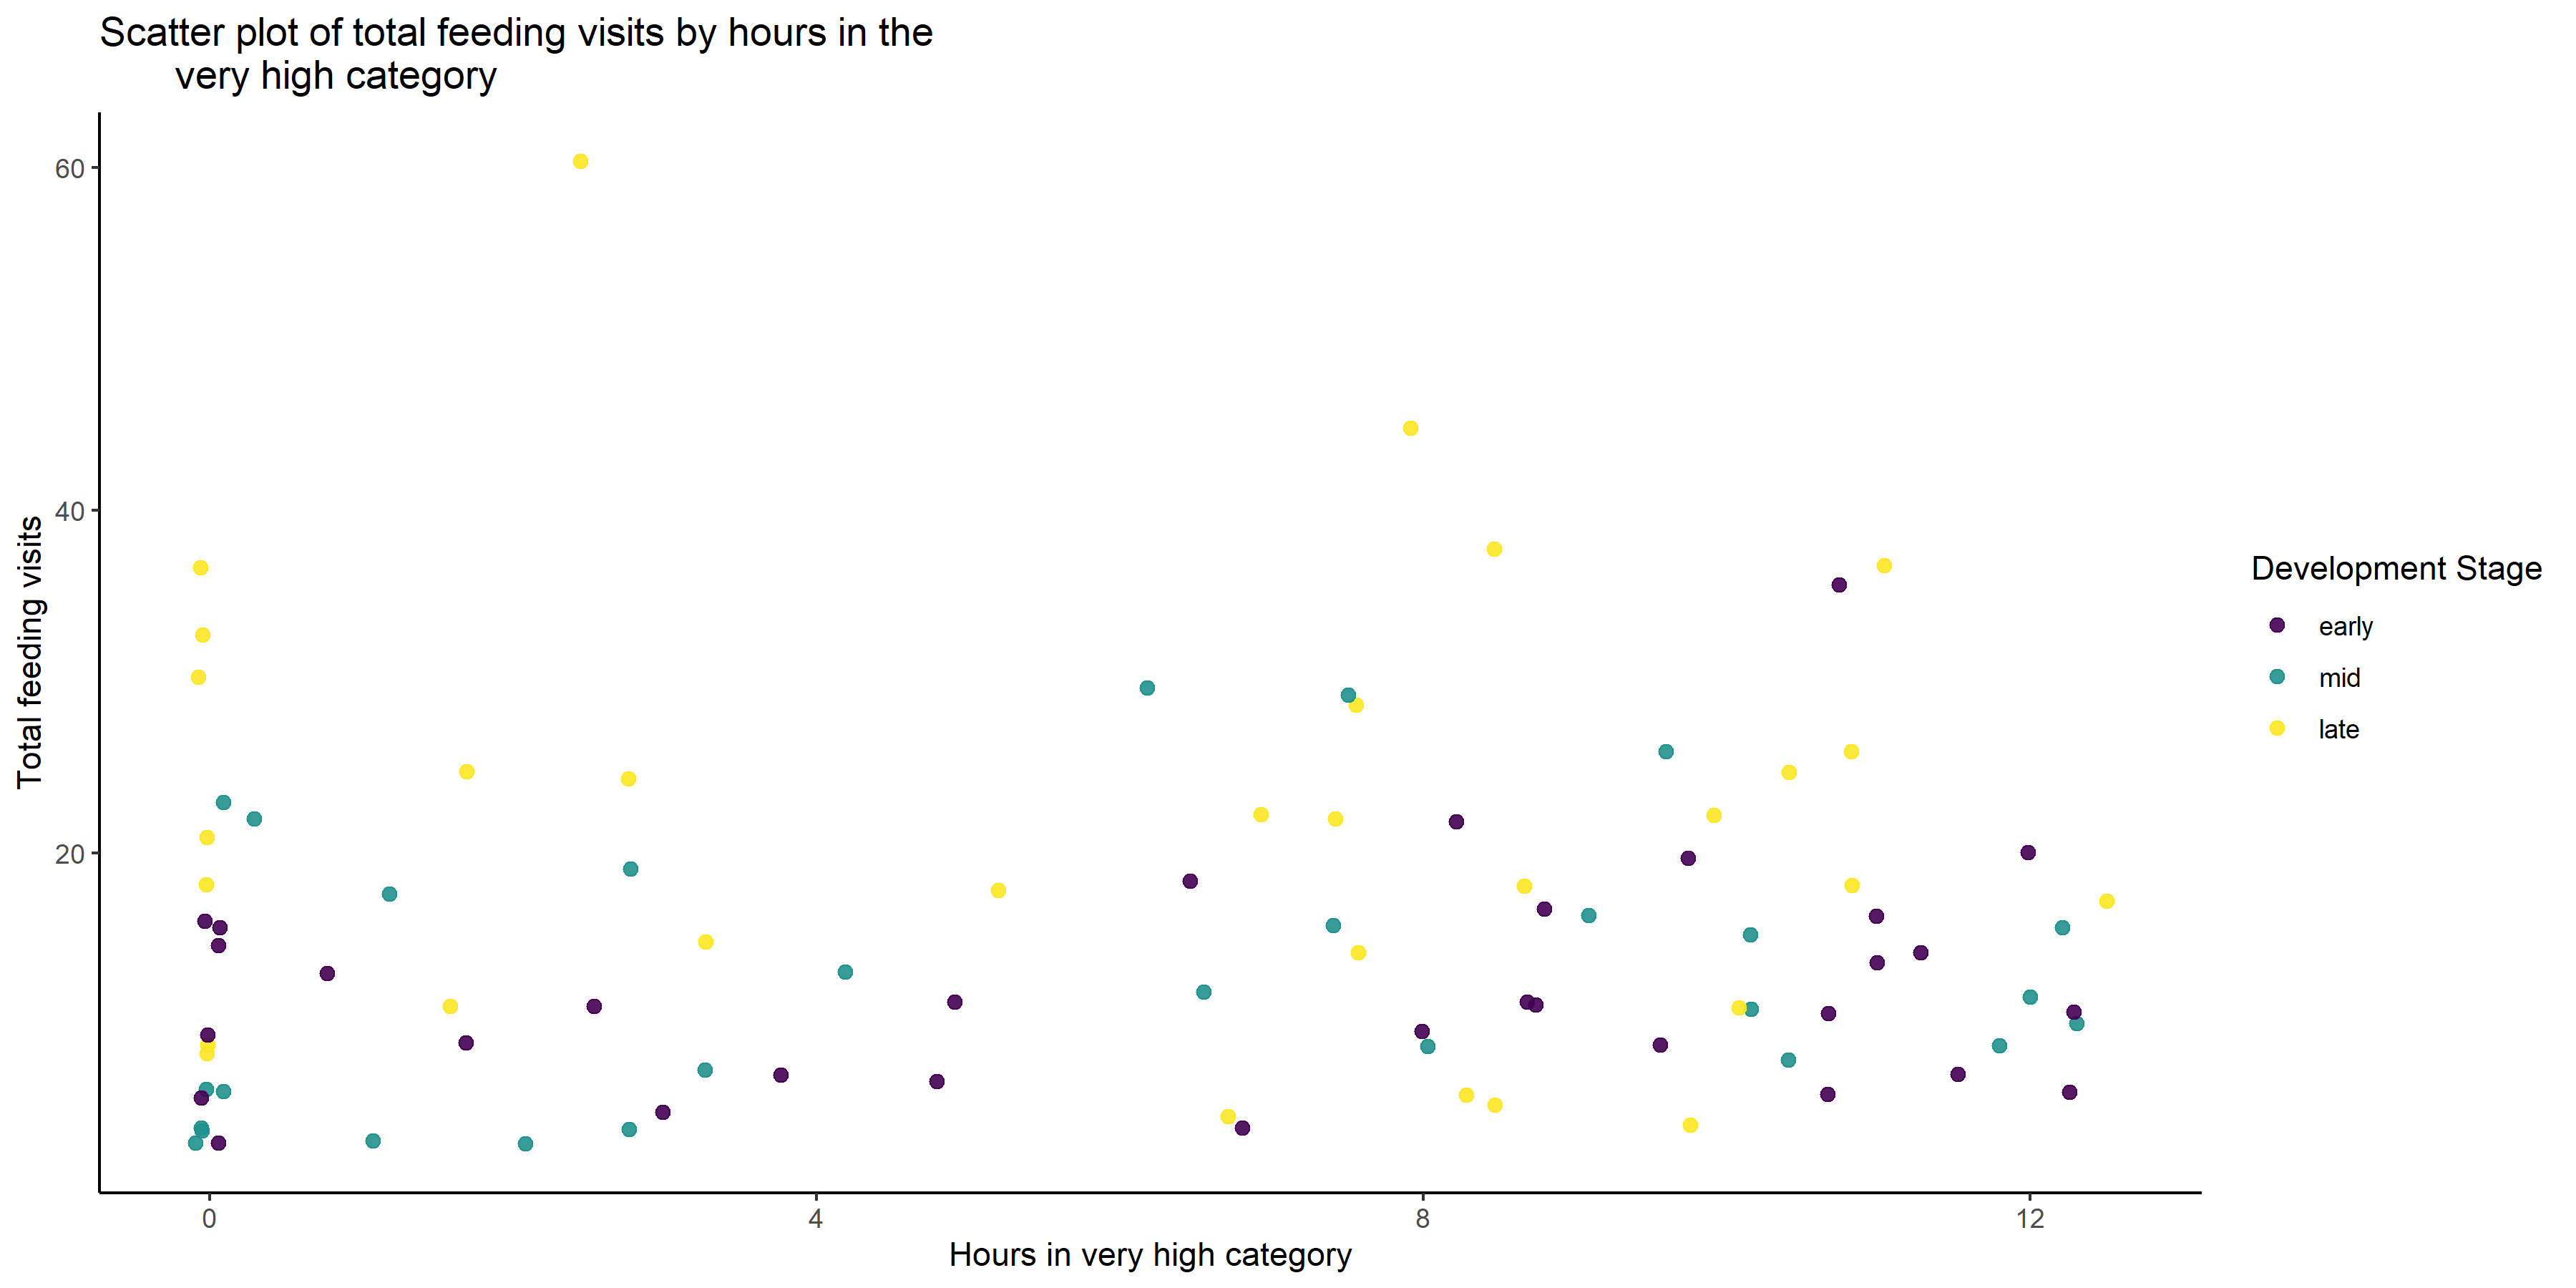 Scatter plot of total feeding visits by hours in the
very high category
60
40
20
Total feeding visits
0 4 8 12
Hours in very high category
Development Stage
early
mid
late